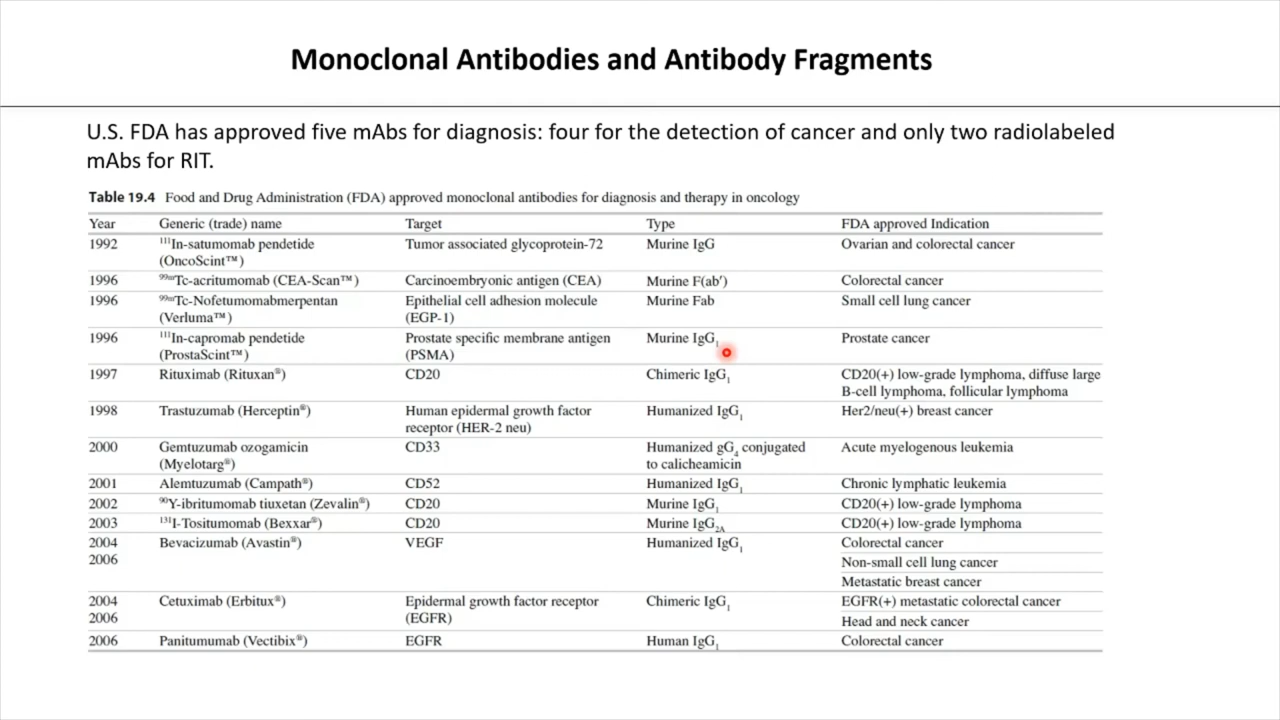 Monoclonal Antibodies and Antibody Fragments
U.S. FDA has approved five mAbs for diagnosis: four for the detection of cancer and only two radiolabeled
mAbs for RIT.
Table 19.4 Food and Drug Administration (FDA) approved monoclonal antibodies for diagnosis and therapy in oncology
Year Generic (trade) name Target Type FDA approved Indication
1992 ¹¹¹In-satumomab pendetide Tumor associated glycoprotein-72 Murine IgG Ovarian and colorectal cancer
(OncoScint™)
1996 ⁹⁹ᵐTc-acritumomab (CEA-Scan™) Carcinoembryonic antigen (CEA) Murine F(ab′) Colorectal cancer
1996 ⁹⁹ᵐTc-Nofetumomabmerpentan Epithelial cell adhesion molecule Murine Fab Small cell lung cancer
(Verluma™) (EGP-1)
1996 ¹¹¹In-capromab pendetide Prostate specific membrane antigen Murine IgG₁ Prostate cancer
(ProstaScint™) (PSMA)
1997 Rituximab (Rituxan®) CD20 Chimeric IgG₁ CD20(+) low-grade lymphoma, diffuse large
B-cell lymphoma, follicular lymphoma
1998 Trastuzumab (Herceptin®) Human epidermal growth factor Humanized IgG₁ Her2/neu(+) breast cancer
receptor (HER-2 neu)
2000 Gemtuzumab ozogamicin CD33 Humanized gG₄ conjugated Acute myelogenous leukemia
(Myelotarg®) to calicheamicin
2001 Alemtuzumab (Campath®) CD52 Humanized IgG₁ Chronic lymphatic leukemia
2002 ⁹⁰Y-ibritumomab tiuxetan (Zevalin®) CD20 Murine IgG₁ CD20(+) low-grade lymphoma
2003 ¹³¹I-Tositumomab (Bexxar®) CD20 Murine IgG₂A CD20(+) low-grade lymphoma
2004 Bevacizumab (Avastin®) VEGF Humanized IgG₁ Colorectal cancer
2006 Non-small cell lung cancer
Metastatic breast cancer
2004 Cetuximab (Erbitux®) Epidermal growth factor receptor Chimeric IgG₁ EGFR(+) metastatic colorectal cancer
2006 (EGFR) Head and neck cancer
2006 Panitumumab (Vectibix®) EGFR Human IgG₁ Colorectal cancer